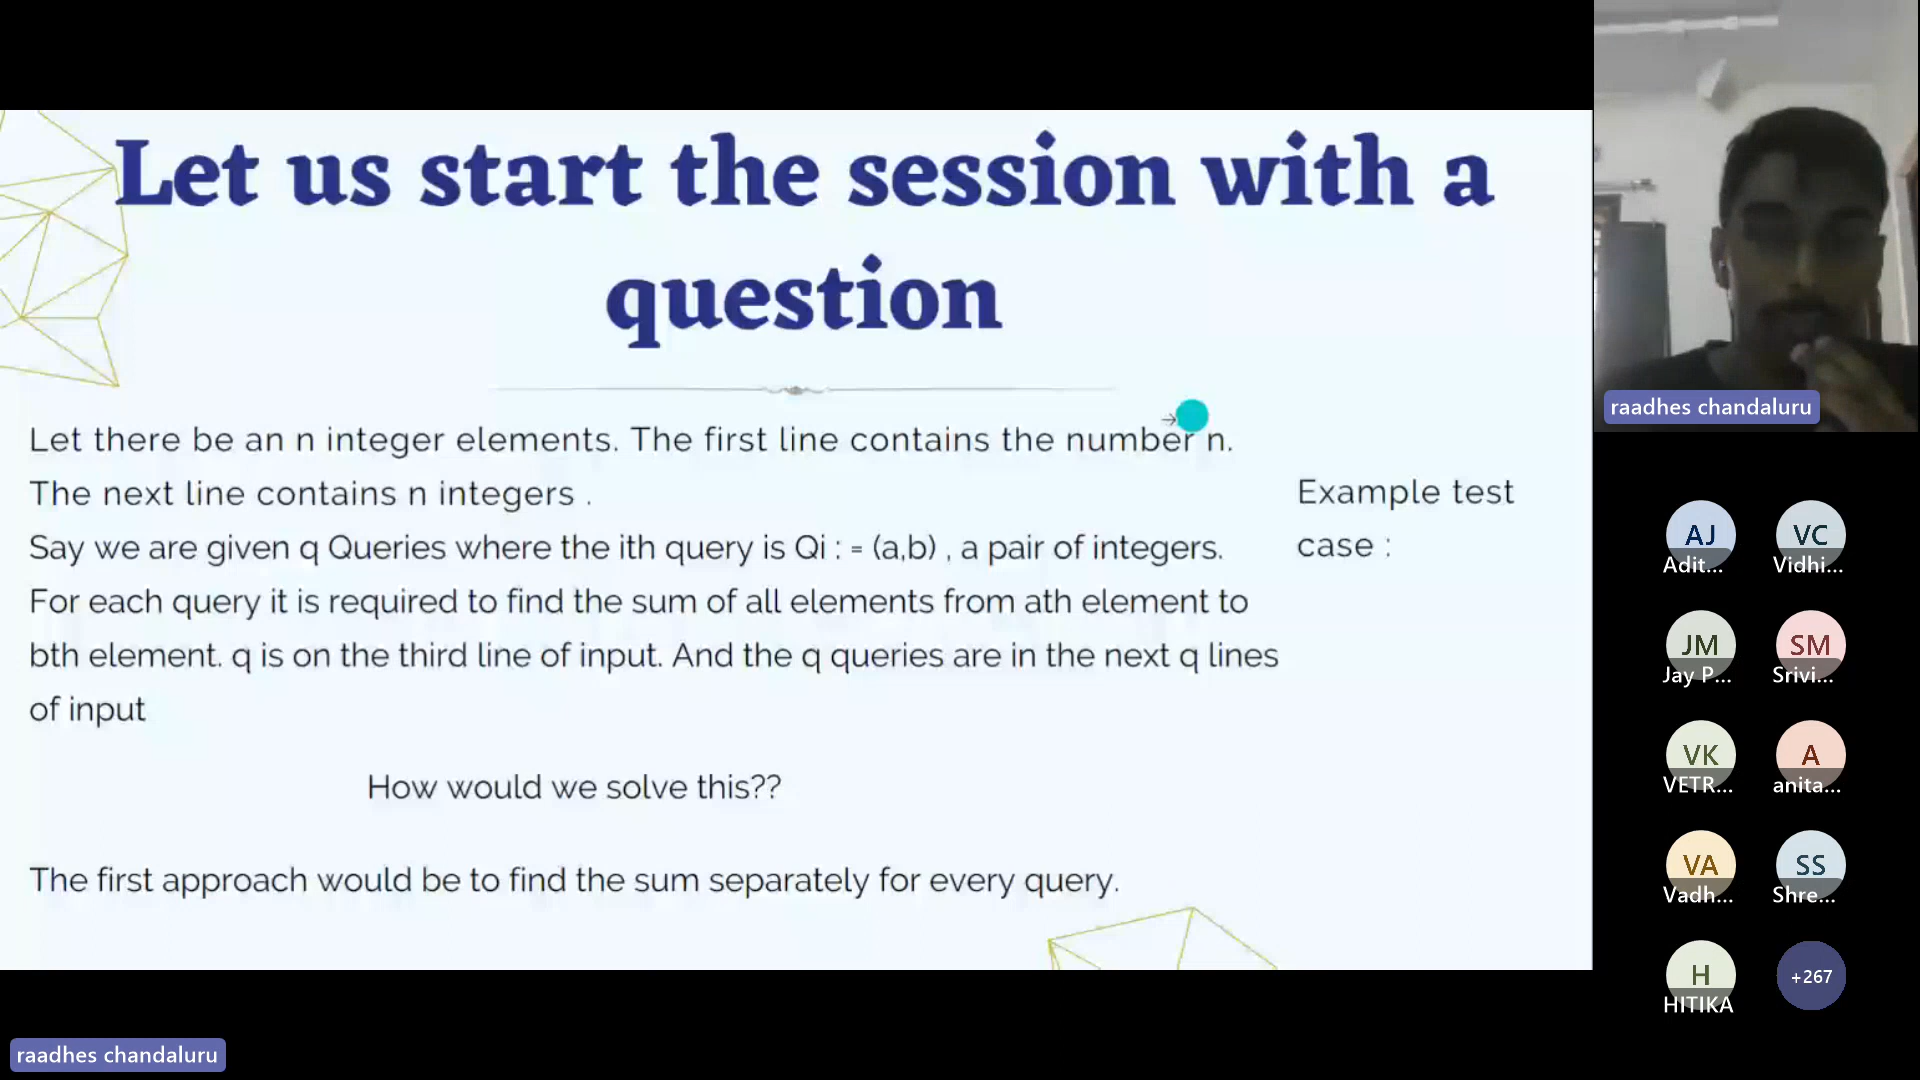 Let us start the session with a
question
Let there be an n integer elements. The first line contains the number n.
The next line contains n integers .
Say we are given q Queries where the ith query is Qi : = (a,b) , a pair of integers.
For each query it is required to find the sum of all elements from ath element to
bth element. q is on the third line of input. And the q queries are in the next q lines
of input
Example test
case :
How would we solve this??
The first approach would be to find the sum separately for every query.
raadhes chandaluru
AJ
Adit...
VC
Vidhi...
JM
Jay P...
SM
Srivi...
VK
VETR...
A
anita...
VA
Vadh...
SS
Shre...
H
HITIKA
+267
raadhes chandaluru